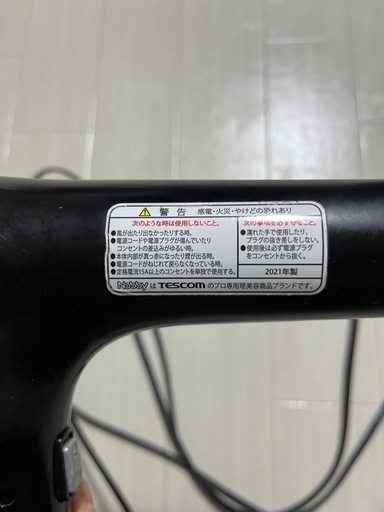 ⚠ 警告 感電・火災・やけどの恐れあり
次のような時は使用しないこと。
●風が出たり出なかったりする時。
●電源コードや電源プラグが傷んでいたり
コンセントの差込みがゆるい時。
●本体内部が真っ赤になったり煙が出る時。
●電源コードがねじれて戻らなくなっている時。
●定格電流15A以上のコンセントを単独で使用する。
次の事項を必ず守ること。
●濡れた手で使用したり、
プラグの抜き差しをしない。
●使用後は必ず電源プラグ
をコンセントから抜く。
2021年製
Nobby は TESCOM のプロ専用理美容商品ブランドです。